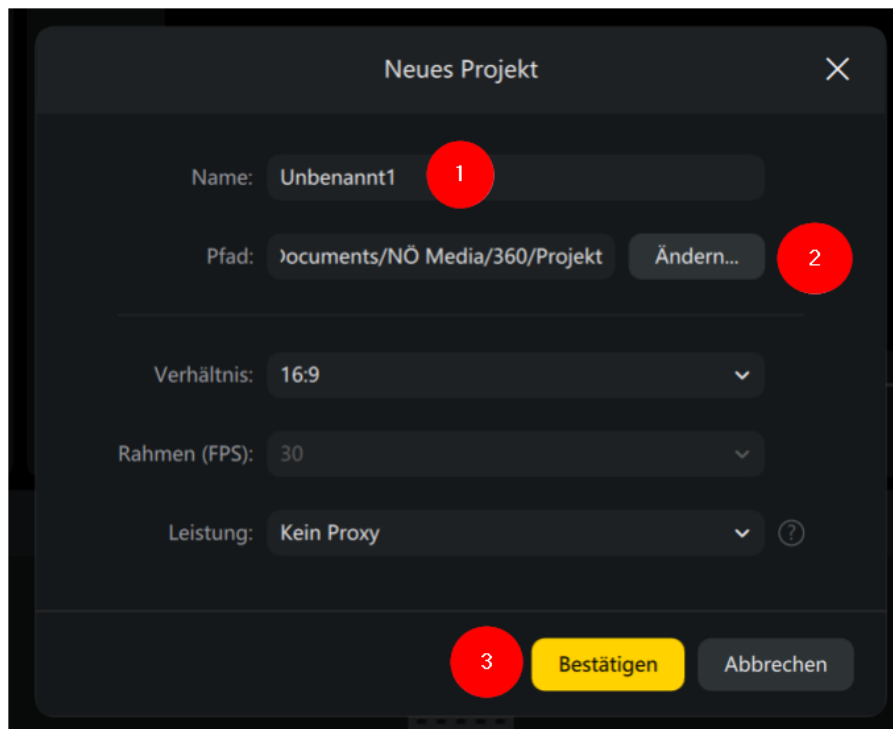 Neues Projekt
Name: Unbenannt1 1
Pfad: Documents/NÖ Media/360/Projekt Ändern... 2
Verhältnis: 16:9
Rahmen (FPS): 30
Leistung: Kein Proxy ?
3 Bestätigen Abbrechen